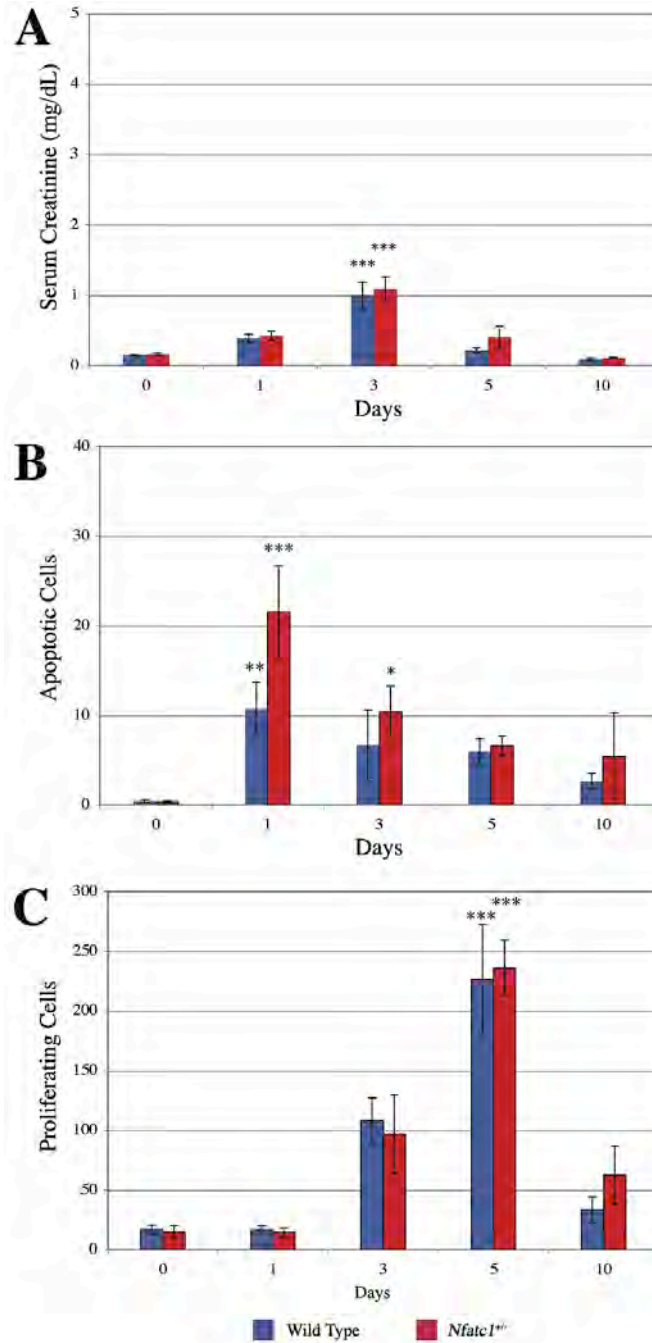 A
Serum Creatinine (mg/dL)
5
4
3
2
1
0
***
***
0 1 3 5 10
Days
B
Apoptotic Cells
40
30
20
10
0
**
***
*
0 1 3 5 10
Days
C
Proliferating Cells
300
250
200
150
100
50
0
***
***
0 1 3 5 10
Days
Wild Type Nfatc1+/-